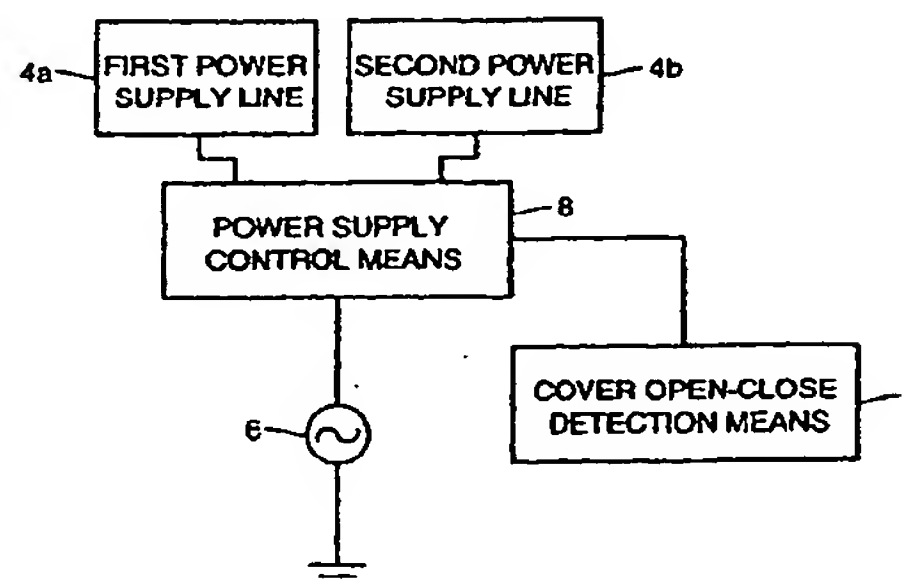 4a
FIRST POWER
SUPPLY LINE
SECOND POWER
SUPPLY LINE
4b
POWER SUPPLY
CONTROL MEANS
8
6
COVER OPEN-CLOSE
DETECTION MEANS